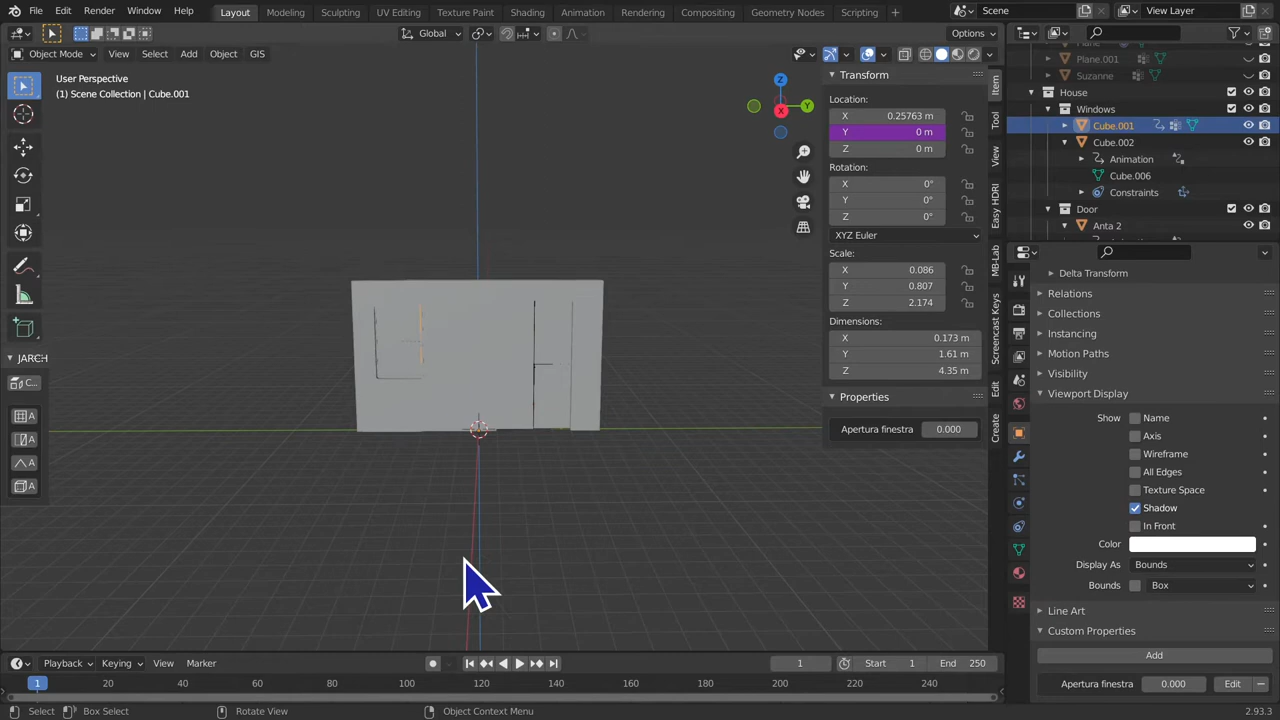 File Edit Render Window Help Layout Modeling Sculpting UV Editing Texture Paint Shading Animation Rendering Compositing Geometry Nodes Scripting + Scene View Layer
Global Options
Object Mode View Select Add Object GIS
User Perspective
(1) Scene Collection | Cube.001
Z
Y
X
JARCH
C...
A
A
A
A
Transform
Location:
X 0.25763 m
Y 0 m
Z 0 m
Rotation:
X 0°
Y 0°
Z 0°
XYZ Euler
Scale:
X 0.086
Y 0.807
Z 2.174
Dimensions:
X 0.173 m
Y 1.61 m
Z 4.35 m
Properties
Apertura finestra 0.000
Item
Tool
View
Easy HDRI
MB-Lab
Screencast Keys
Edit
Create
Plane.001
Suzanne
House
Windows
Cube.001
Cube.002
Animation
Cube.006
Constraints
Door
Anta 2
Delta Transform
Relations
Collections
Instancing
Motion Paths
Visibility
Viewport Display
Show Name
Axis
Wireframe
All Edges
Texture Space
Shadow
In Front
Color
Display As Bounds
Bounds Box
Line Art
Custom Properties
Add
Apertura finestra 0.000 Edit
Playback Keying View Marker 1 Start 1 End 250
1 20 40 60 80 100 120 140 160 180 200 220 240
Select Box Select Rotate View Object Context Menu 2.93.3